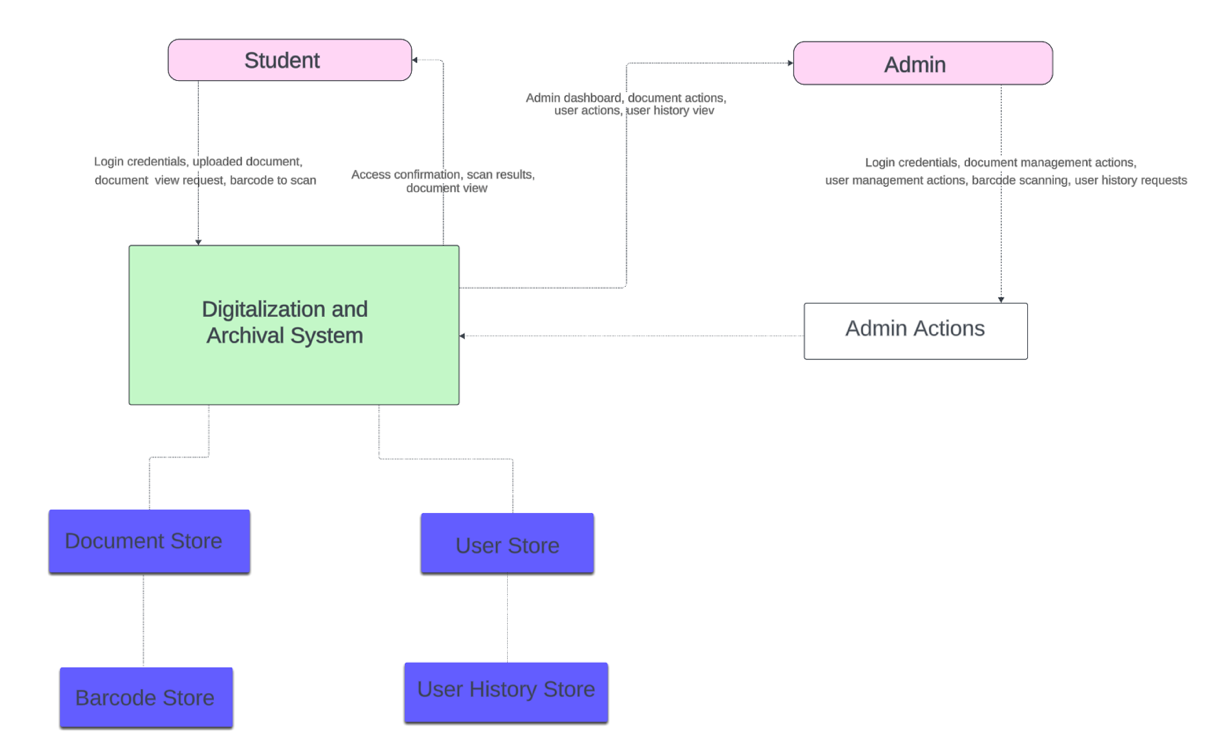 Student
Admin
Admin dashboard, document actions,
user actions, user history viev
Login credentials, uploaded document,
document view request, barcode to scan
Access confirmation, scan results,
document view
Login credentials, document management actions,
user management actions, barcode scanning, user history requests
Digitalization and
Archival System
Admin Actions
Document Store
User Store
Barcode Store
User History Store